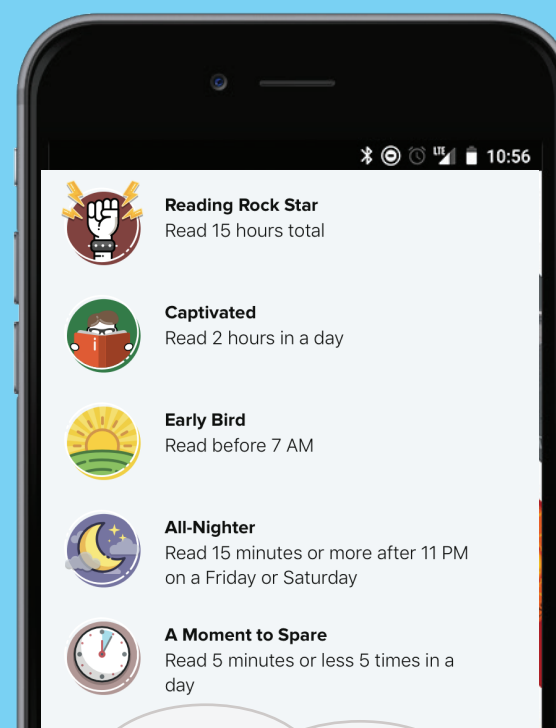 LTE 10:56
Reading Rock Star
Read 15 hours total
Captivated
Read 2 hours in a day
Early Bird
Read before 7 AM
All-Nighter
Read 15 minutes or more after 11 PM
on a Friday or Saturday
A Moment to Spare
Read 5 minutes or less 5 times in a
day